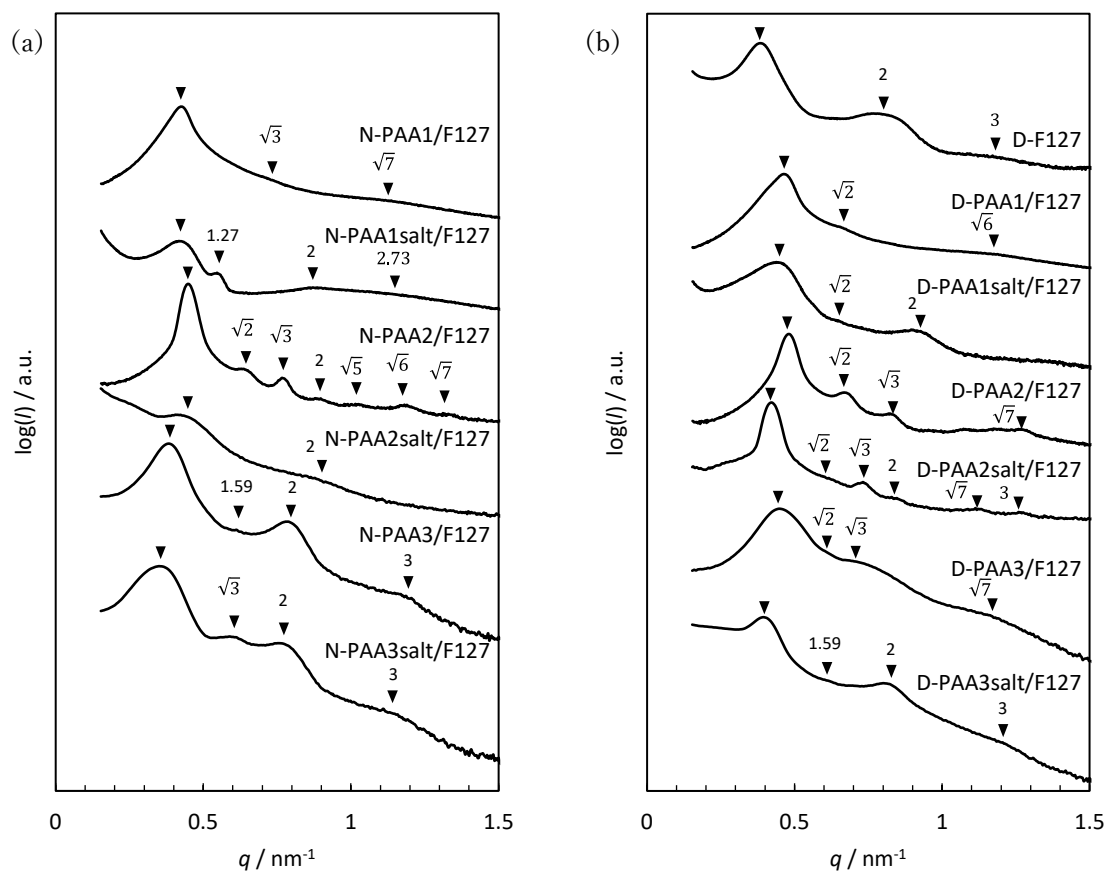 (a)
√3
√7
N-PAA1/F127
N-PAA1salt/F127
1.27
2
2.73
N-PAA2/F127
√2
√3
2
√5
√6
√7
N-PAA2salt/F127
2
N-PAA3/F127
1.59
2
3
N-PAA3salt/F127
√3
2
3
log(I) / a.u.
0
0.5
1
1.5
q / nm⁻¹
(b)
2
3
D-F127
D-PAA1/F127
√2
√6
D-PAA1salt/F127
√2
2
D-PAA2/F127
√2
√3
√7
D-PAA2salt/F127
√2
√3
2
√7
3
D-PAA3/F127
√2
√3
√7
D-PAA3salt/F127
1.59
2
3
log(I) / a.u.
0
0.5
1
1.5
q / nm⁻¹